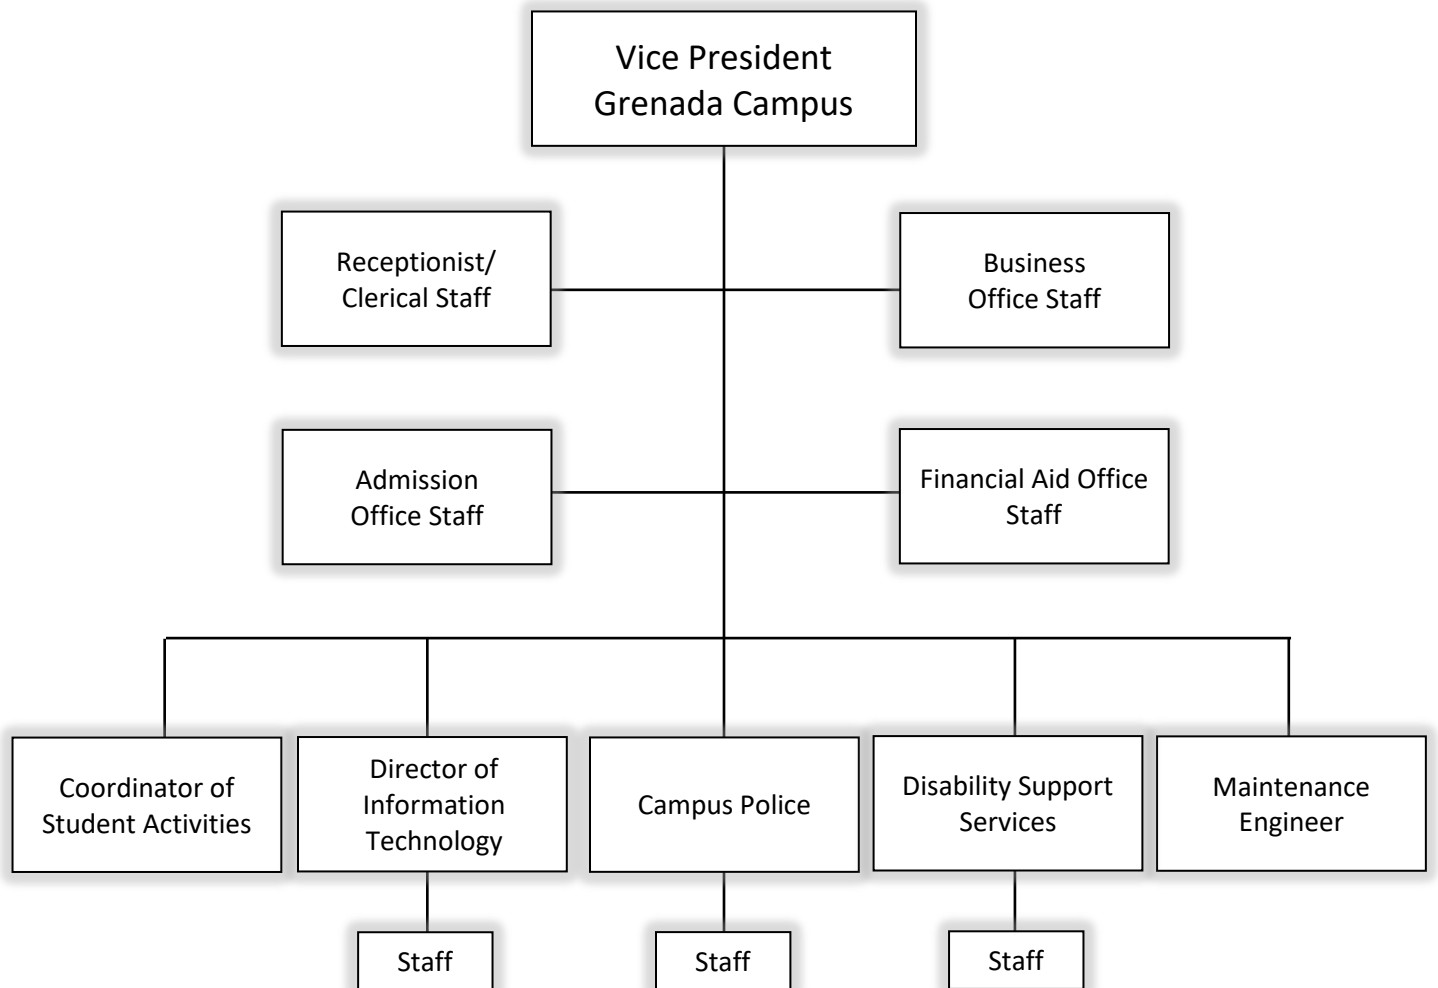 Vice President
Grenada Campus
Receptionist/
Clerical Staff
Business
Office Staff
Admission
Office Staff
Financial Aid Office
Staff
Coordinator of
Student Activities
Director of
Information
Technology
Campus Police
Disability Support
Services
Maintenance
Engineer
Staff
Staff
Staff